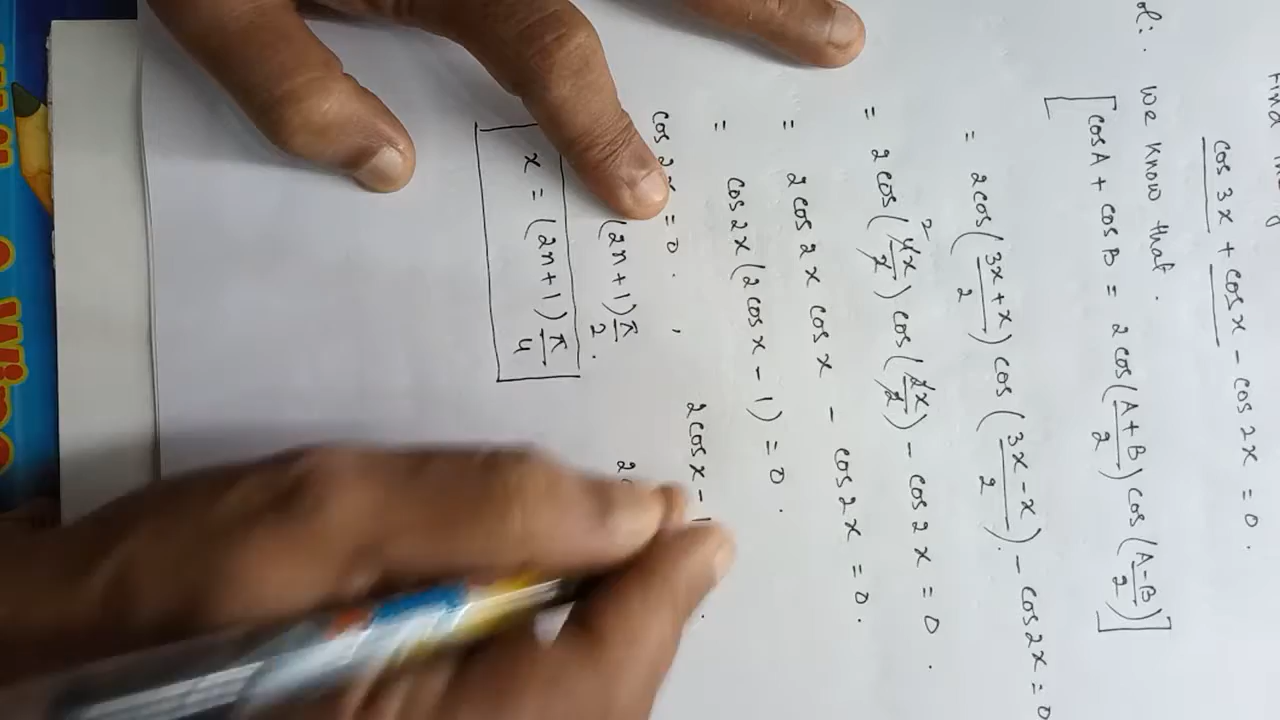 cos 3x + cos x - cos 2x = 0.
We know that.
[cos A + cos B = 2 cos (A+B/2) cos (A-B/2)]
= 2 cos (3x+x/2) cos (3x-x/2) - cos 2x = 0
= 2 cos (4x/2) cos (2x/2) - cos 2x = 0.
= 2 cos 2x cos x - cos 2x = 0.
= cos 2x (2 cos x - 1) = 0.
cos 2x = 0. , 2 cos x - 1
(2n+1) π/2.
x = (2n+1) π/4